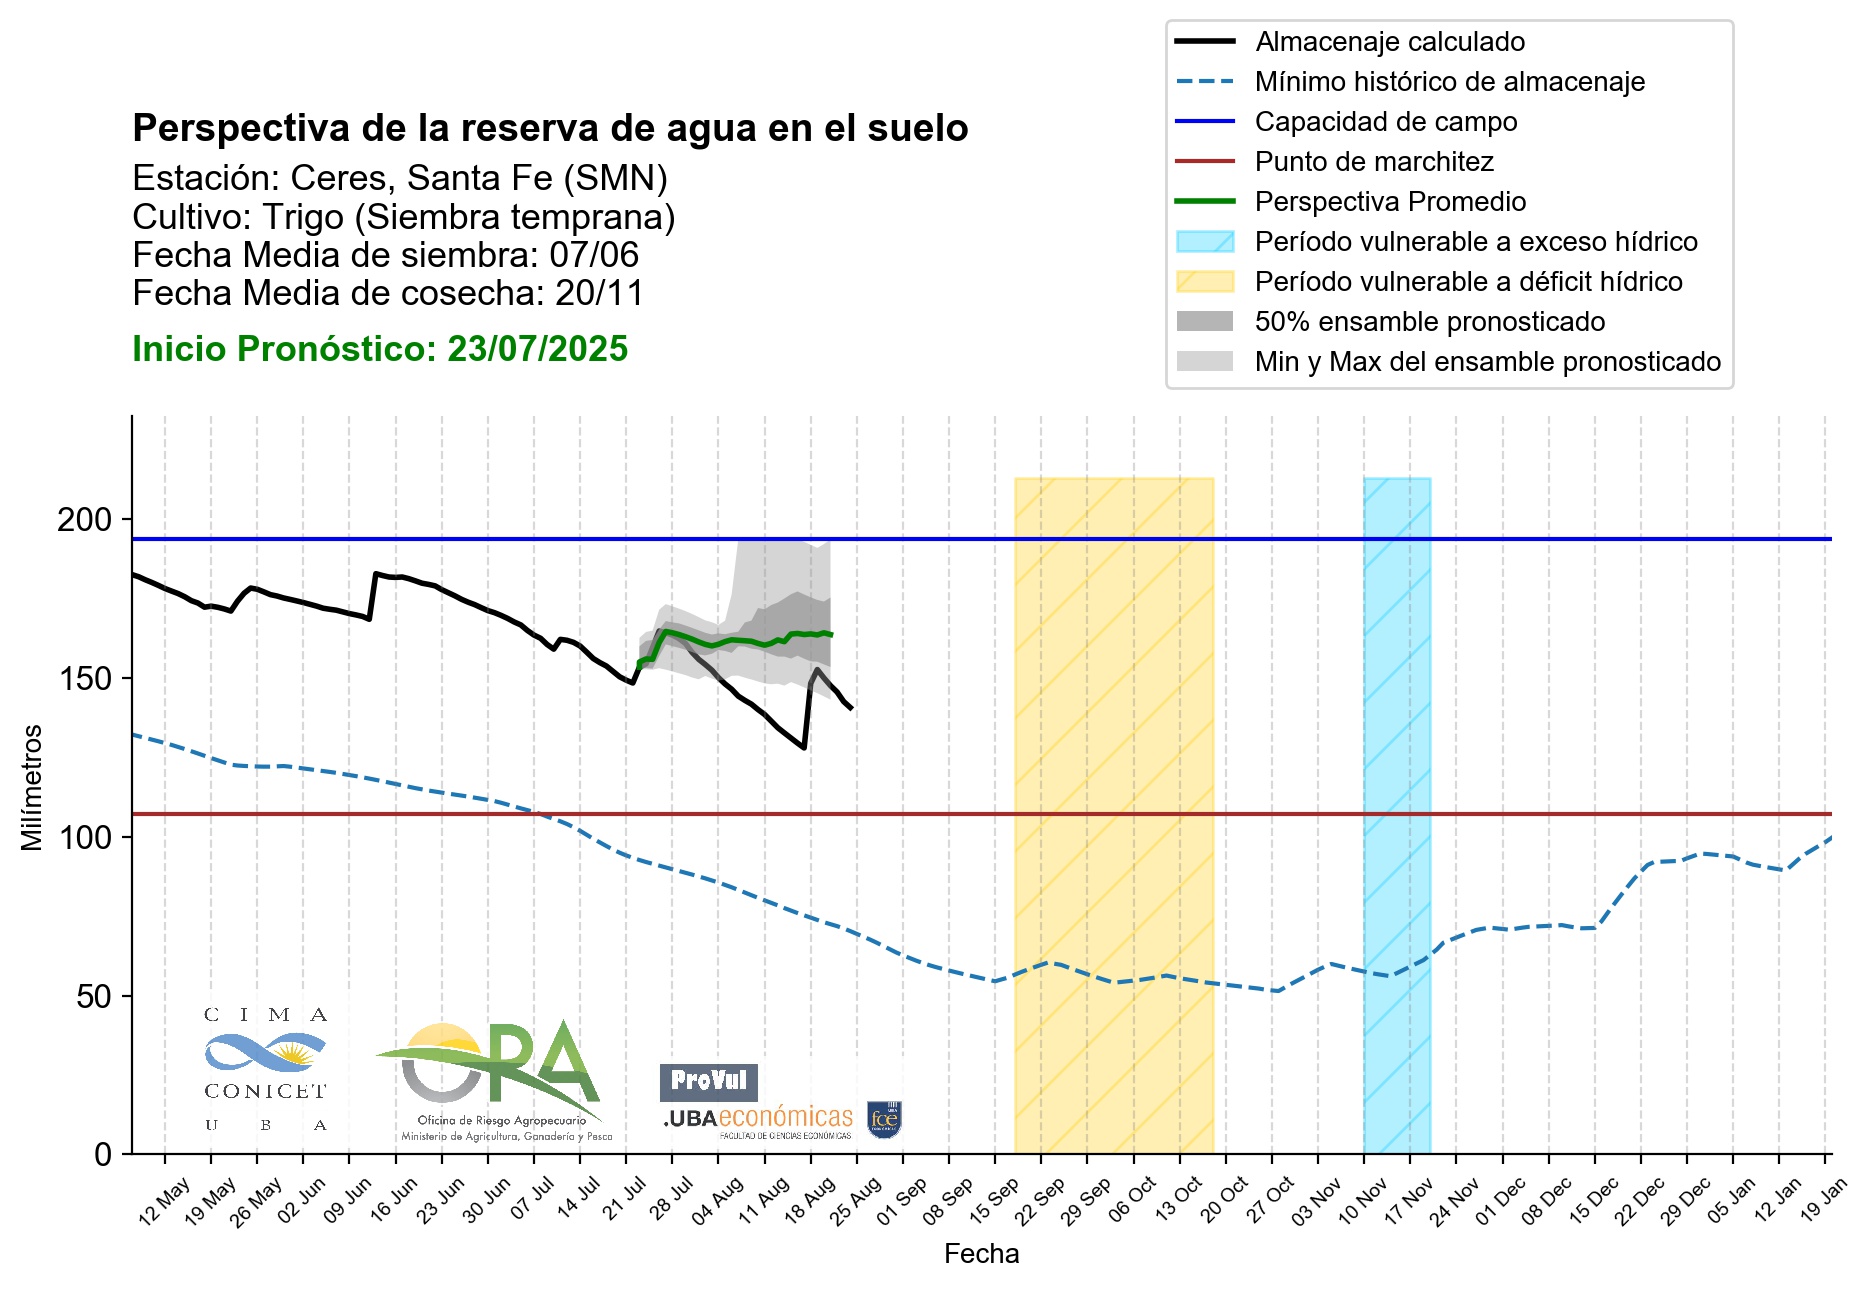 Almacenaje calculado
Mínimo histórico de almacenaje
Capacidad de campo
Punto de marchitez
Perspectiva Promedio
Período vulnerable a exceso hídrico
Período vulnerable a déficit hídrico
50% ensamble pronosticado
Min y Max del ensamble pronosticado
Perspectiva de la reserva de agua en el suelo
Estación: Ceres, Santa Fe (SMN)
Cultivo: Trigo (Siembra temprana)
Fecha Media de siembra: 07/06
Fecha Media de cosecha: 20/11
Inicio Pronóstico: 23/07/2025
Milímetros
200
150
100
50
0
CIMA
CONICET
UBA
ORA
Oficina de Riesgo Agropecuario
Ministerio de Agricultura, Ganadería y Pesca
ProVul
.UBAeconómicas
FACULTAD DE CIENCIAS ECONÓMICAS
fce
12 May
19 May
26 May
02 Jun
09 Jun
16 Jun
23 Jun
30 Jun
07 Jul
14 Jul
21 Jul
28 Jul
04 Aug
11 Aug
18 Aug
25 Aug
01 Sep
08 Sep
15 Sep
22 Sep
29 Sep
06 Oct
13 Oct
20 Oct
27 Oct
03 Nov
10 Nov
17 Nov
24 Nov
01 Dec
08 Dec
15 Dec
22 Dec
29 Dec
05 Jan
12 Jan
19 Jan
Fecha